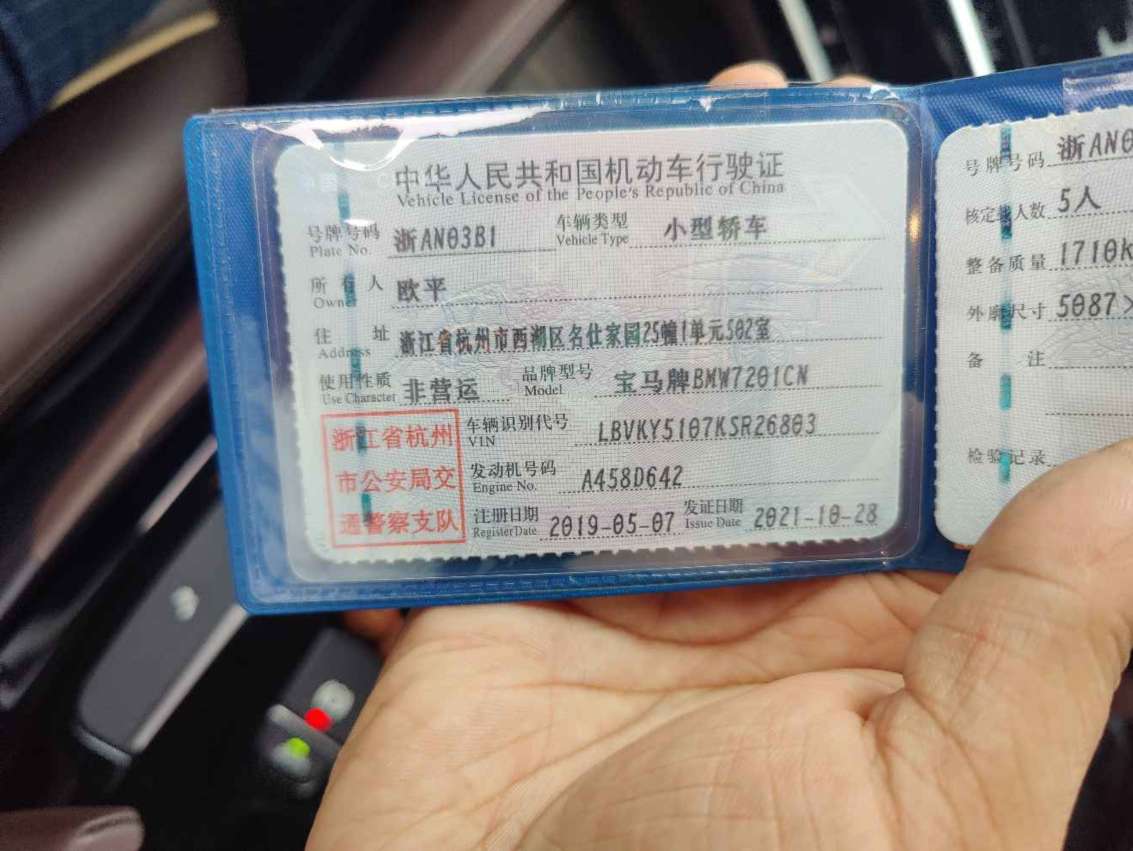 中华人民共和国机动车行驶证
Vehicle License of the People's Republic of China
号牌号码 浙AN03B1 车辆类型 小型轿车
Plate No. Vehicle Type
所有人 欧平
Owner
住址 浙江省杭州市西湖区名仕家园25幢1单元502室
Address
使用性质 非营运 品牌型号 宝马牌BMW7201CN
Use Character Model
浙江省杭州
市公安局交
通警察支队
车辆识别代号 LBVKY5107KSR26803
VIN
发动机号码 A458D642
Engine No.
注册日期 2019-05-07 发证日期 2021-10-28
Register Date Issue Date
号牌号码 浙AN0
核定载人数 5人
整备质量 1710k
外廓尺寸 5087×
备注
检验记录